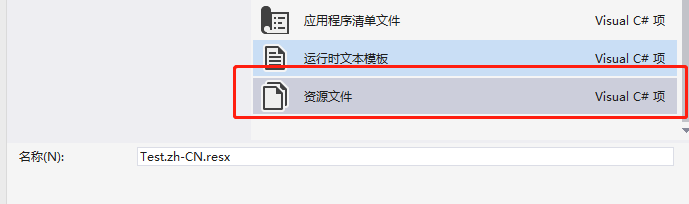 应用程序清单文件 Visual C# 项
运行时文本模板 Visual C# 项
资源文件 Visual C# 项
名称(N): Test.zh-CN.resx